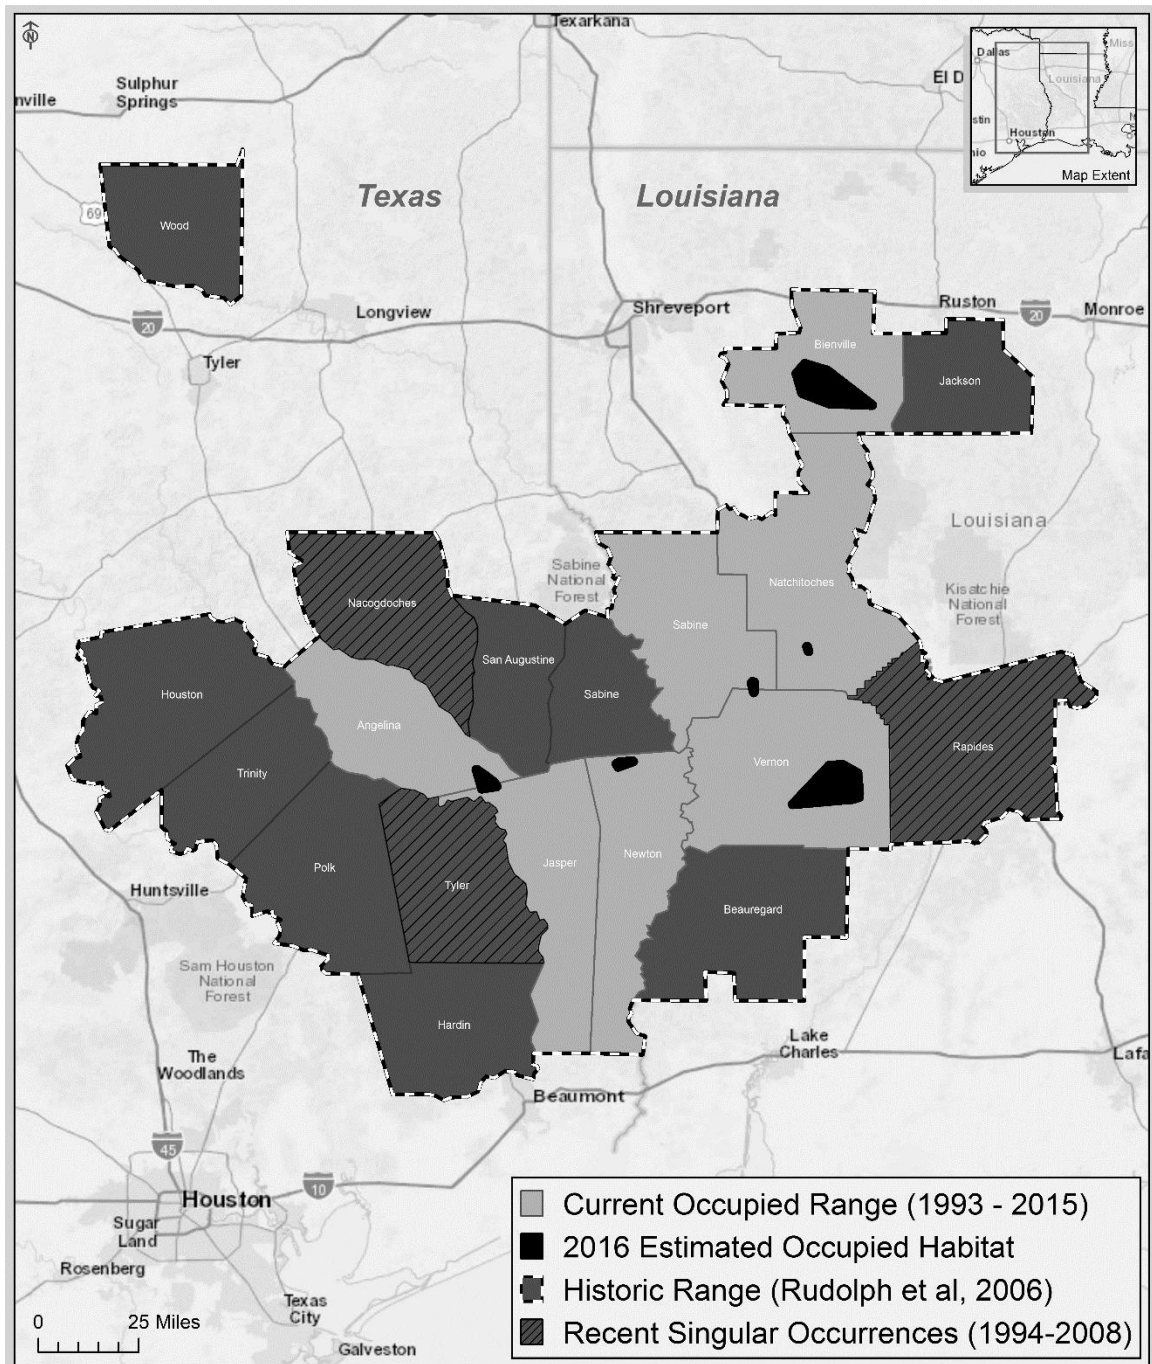 N
Texarkana
Dallas
Miss
Louisiana
stin
Houston
nio
Map Extent
Sulphur
Springs
nville
El D
Texas
Louisiana
69
Wood
Longview
Shreveport
Ruston
20
Monroe
20
Tyler
Bienville
Jackson
Louisiana
Sabine
National
Forest
Natchitoches
Kisatchie
National
Forest
Nacogdoches
Sabine
San Augustine
Houston
Sabine
Angelina
Rapides
Trinity
Vernon
Jasper
Newton
Polk
Tyler
Huntsville
Beauregard
Sam Houston
National
Forest
Hardin
The
Woodlands
Lake
Charles
Lafa
Beaumont
45
10
Houston
Sugar
Land
Rosenberg
Texas
City
Galveston
0 25 Miles
Current Occupied Range (1993 - 2015)
2016 Estimated Occupied Habitat
Historic Range (Rudolph et al, 2006)
Recent Singular Occurrences (1994-2008)